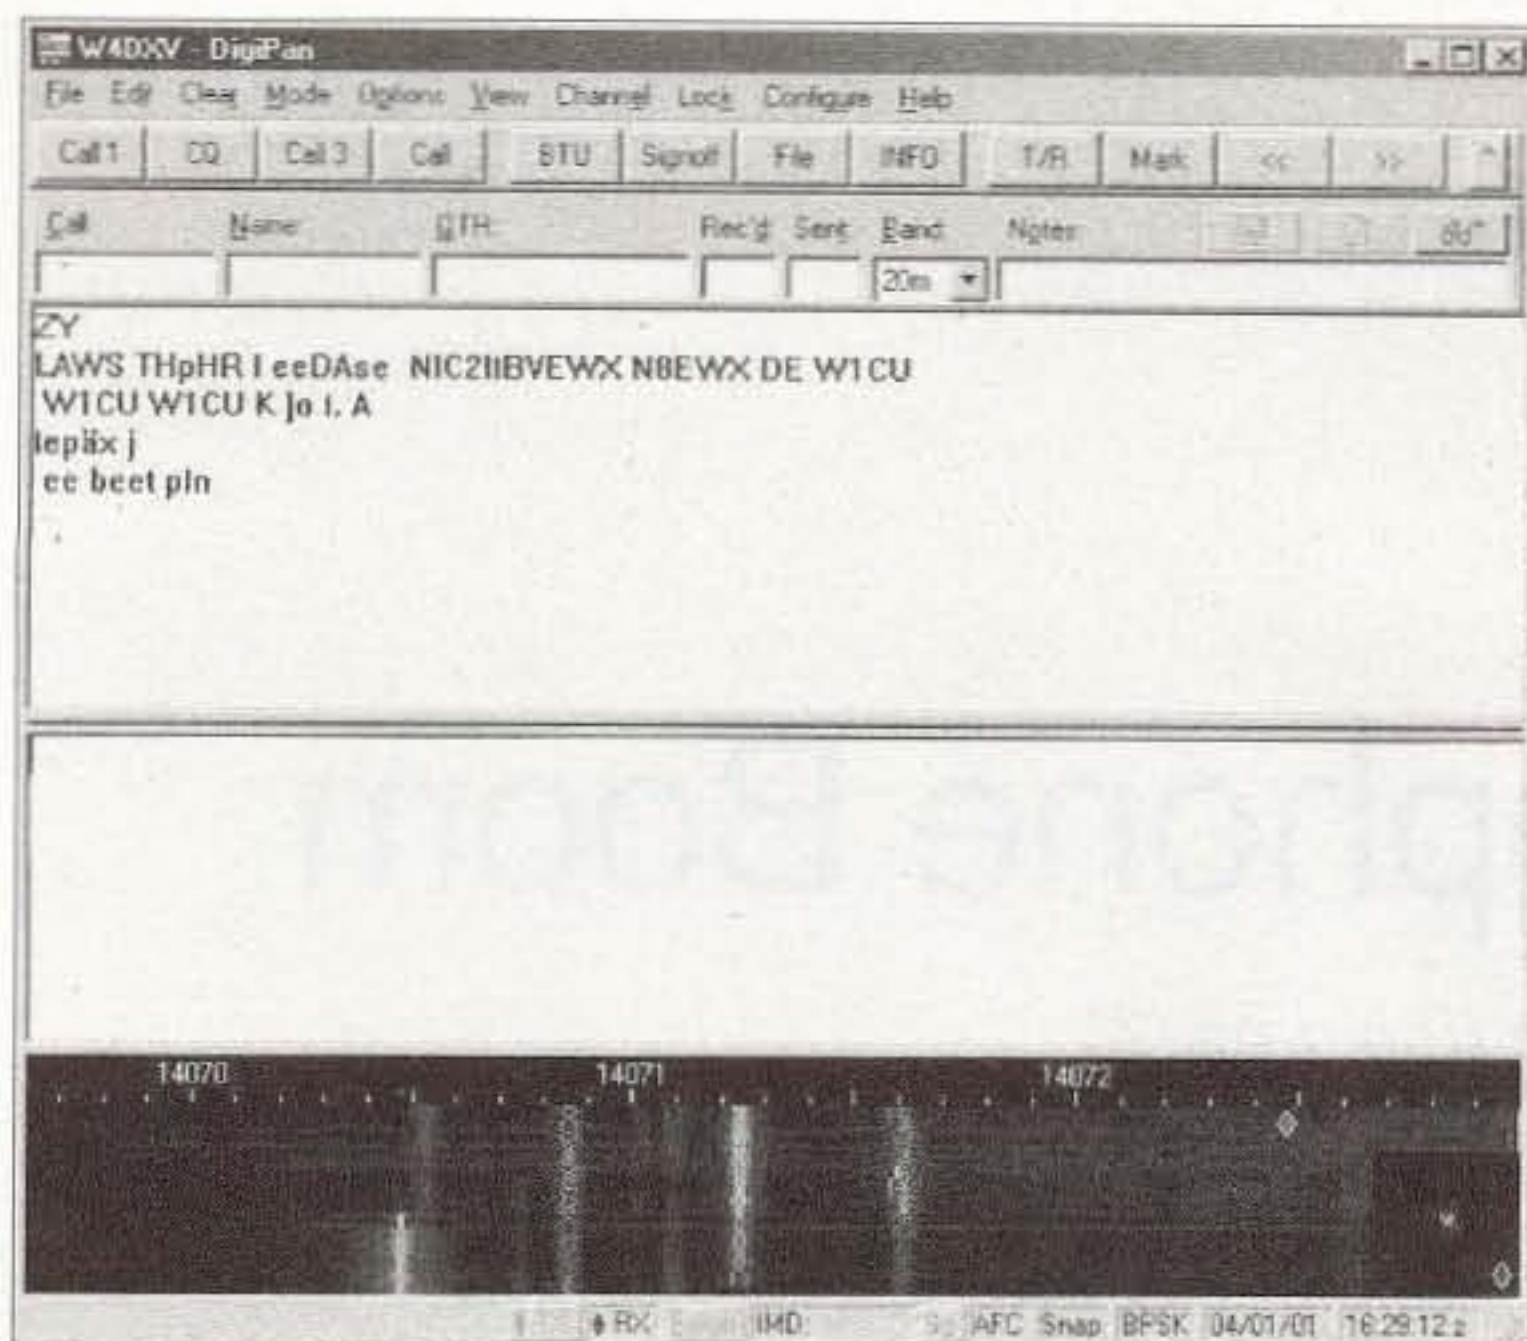 W4DXV - DigiPan
File Edit Clear Mode Options View Channel Lock Configure Help
Call 1 CQ Call 3 Call BTU Signoff File INFO T/R Mark << >> ^
Call Name QTH Rec'd Sent Band Notes
20m
ZY
LAWS THpHR I eeDAse NIC2IIBVEWX N8EWX DE W1CU
W1CU W1CU K ]o i. A
lepäx j
ee beet pln
14070 14071 14072
RX IMD: AFC Snap BPSK 04/01/01 16:29:12 z